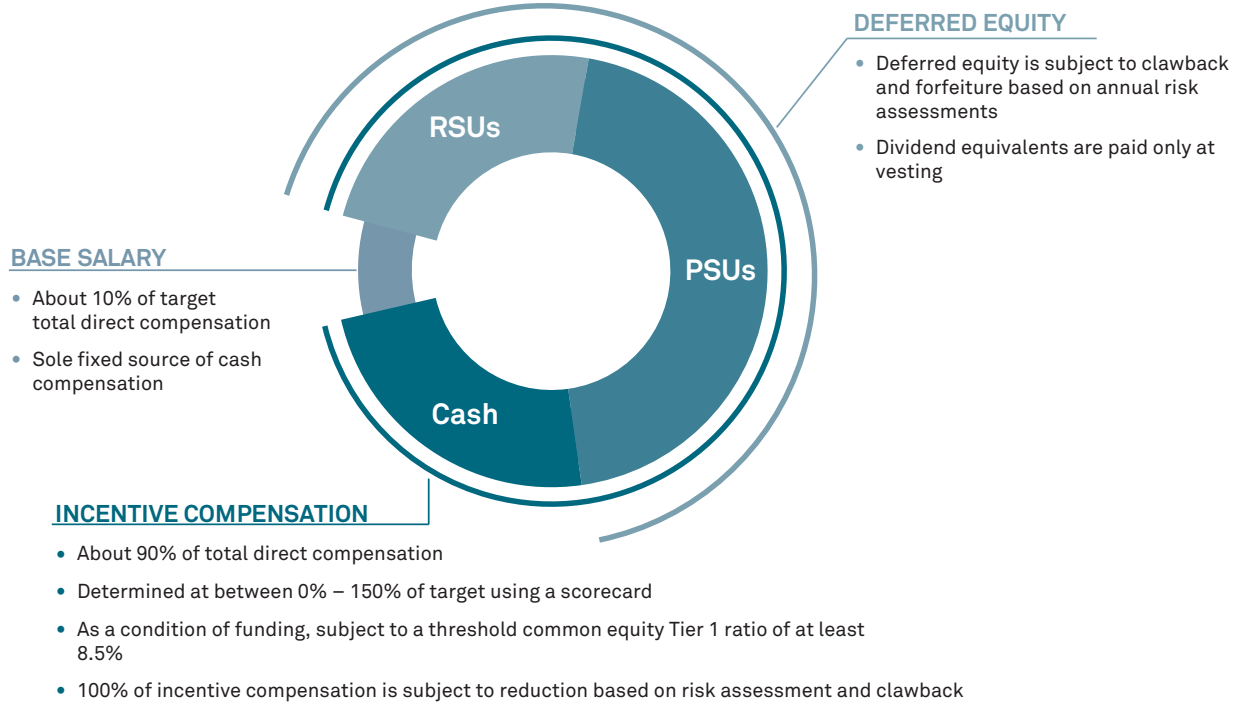 DEFERRED EQUITY
• Deferred equity is subject to clawback
and forfeiture based on annual risk
assessments
• Dividend equivalents are paid only at
vesting
RSUs
PSUs
Cash
BASE SALARY
• About 10% of target
total direct compensation
• Sole fixed source of cash
compensation
INCENTIVE COMPENSATION
• About 90% of total direct compensation
• Determined at between 0% – 150% of target using a scorecard
• As a condition of funding, subject to a threshold common equity Tier 1 ratio of at least
8.5%
• 100% of incentive compensation is subject to reduction based on risk assessment and clawback